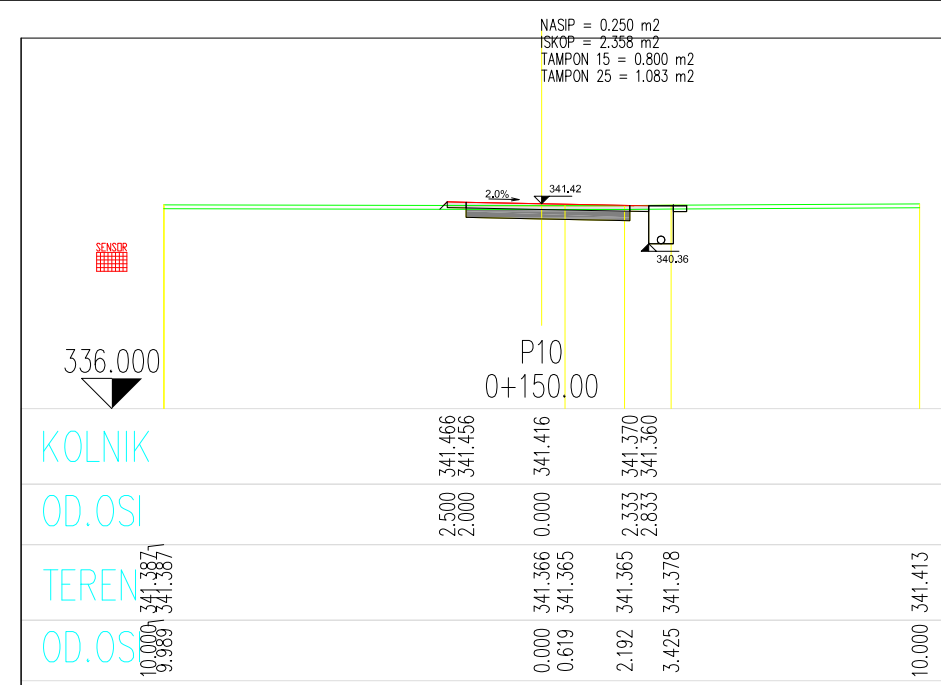 NASIP = 0.250 m2
ISKOP = 2.358 m2
TAMPON 15 = 0.800 m2
TAMPON 25 = 1.083 m2
2.0%
341.42
SENSOR
340.36
336.000
P10
0+150.00
KOLNIK 341.466 341.456 341.416 341.370 341.360
OD.OSI 2.500 2.000 0.000 2.333 2.833
TEREN 341.387 341.387 341.366 341.365 341.365 341.378 341.413
OD.OS 10.000 9.989 0.000 0.619 2.192 3.425 10.000